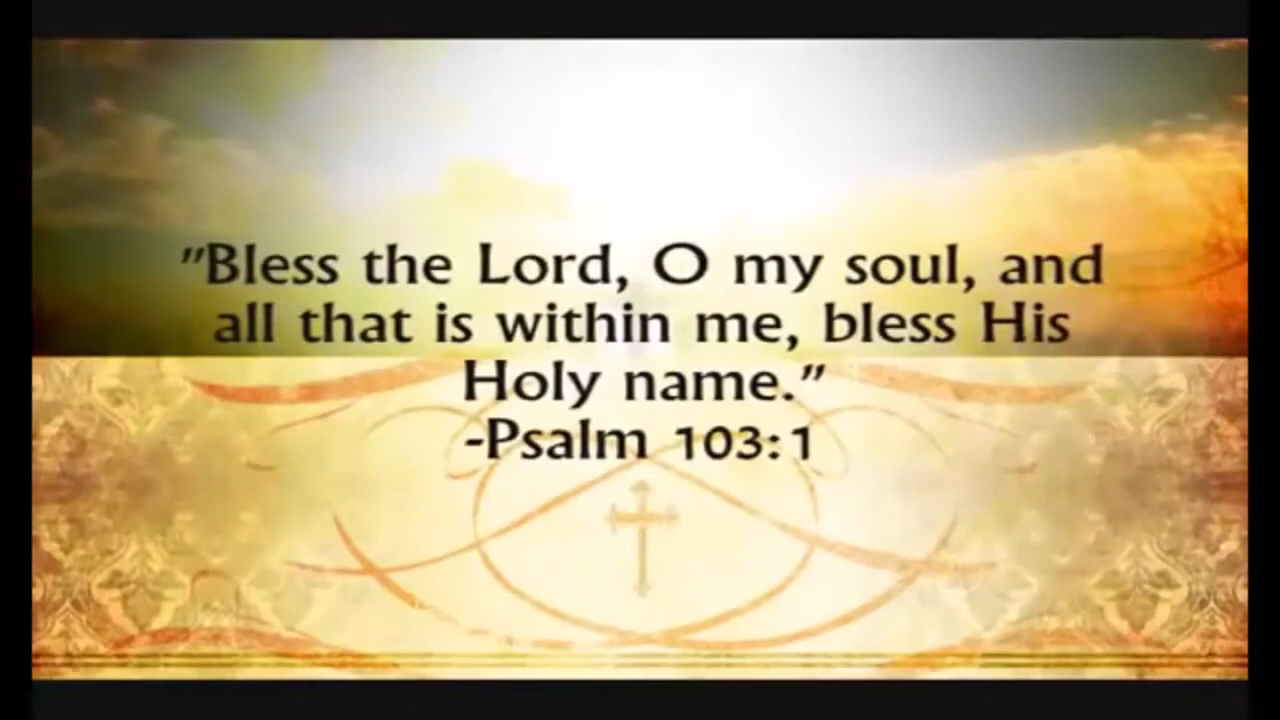 "Bless the Lord, O my soul, and
all that is within me, bless His
Holy name."
-Psalm 103:1